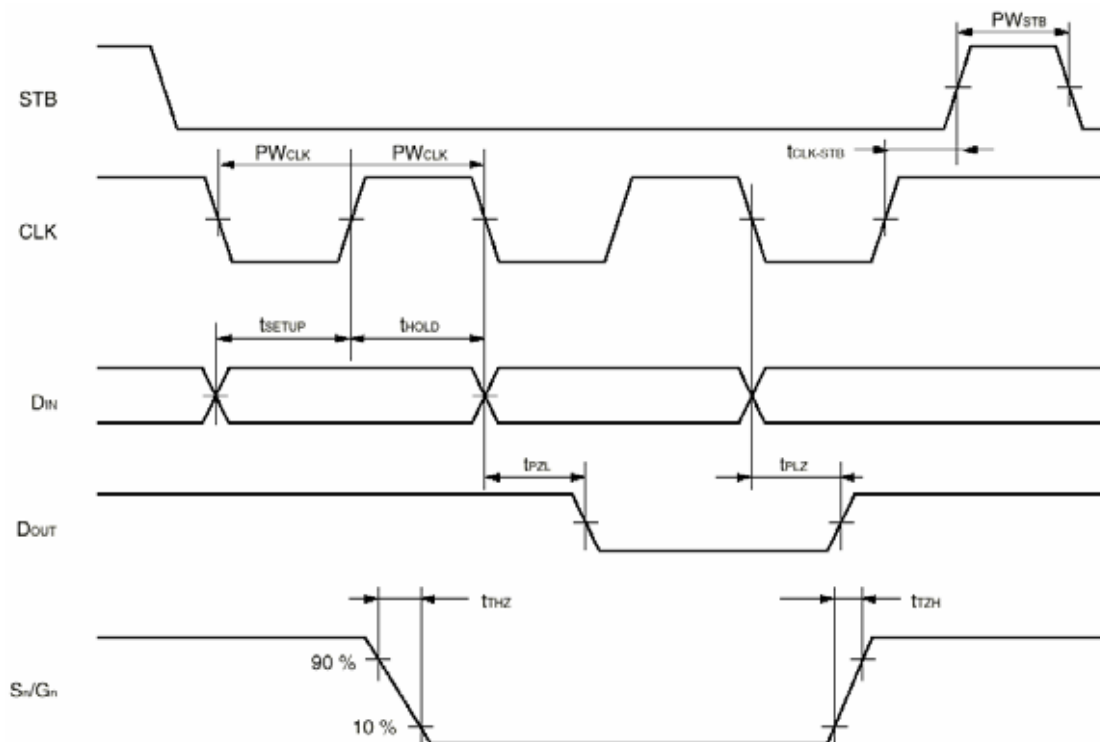 PWSTB
STB
tCLK-STB
PWCLK PWCLK
CLK
tSETUP tHOLD
DIN
tPZL tPLZ
DOUT
tTHZ tTZH
90 %
Sn/Gn
10 %